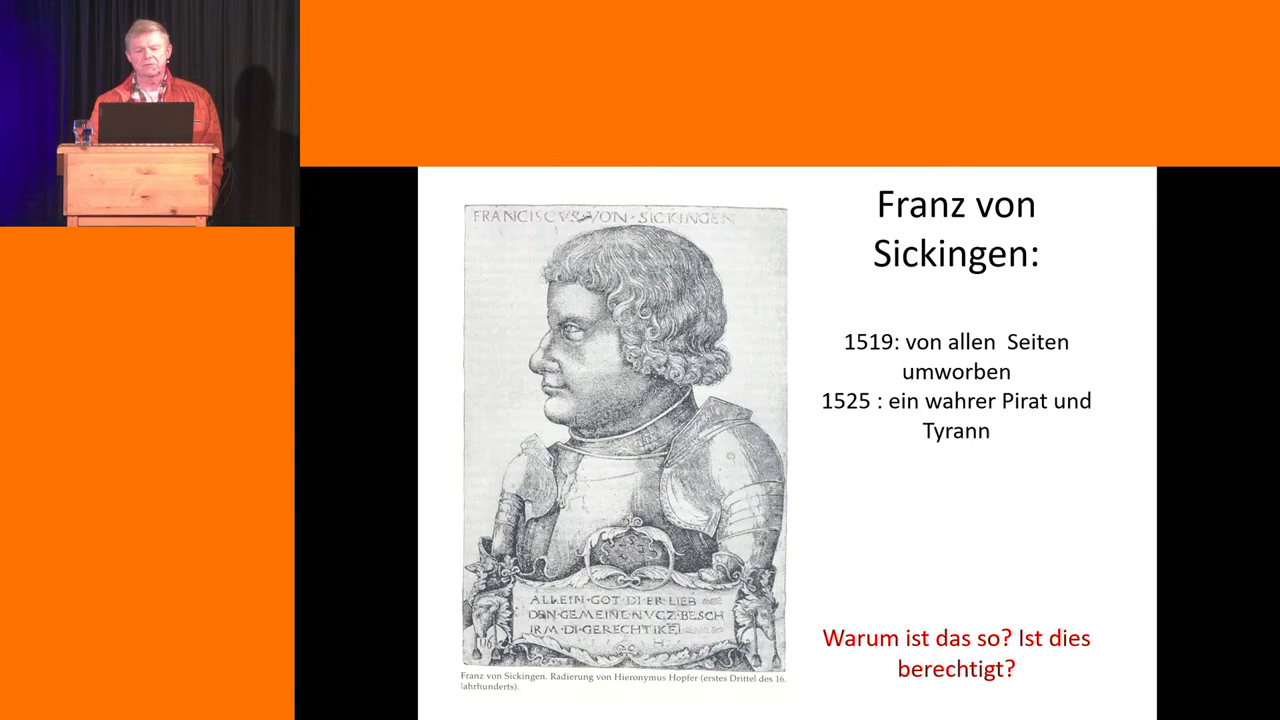 FRANCISCVS·VON·SICKINGEN
ALLEIN·GOT·DI·ER·LIEB
DEN·GEMEINE·NVCZ·BESCH
IRM·DI·GERECHTIKEI
Franz von Sickingen. Radierung von Hieronymus Hopfer (erstes Drittel des 16.
Jahrhunderts).
Franz von
Sickingen:
1519: von allen Seiten
umworben
1525 : ein wahrer Pirat und
Tyrann
Warum ist das so? Ist dies
berechtigt?